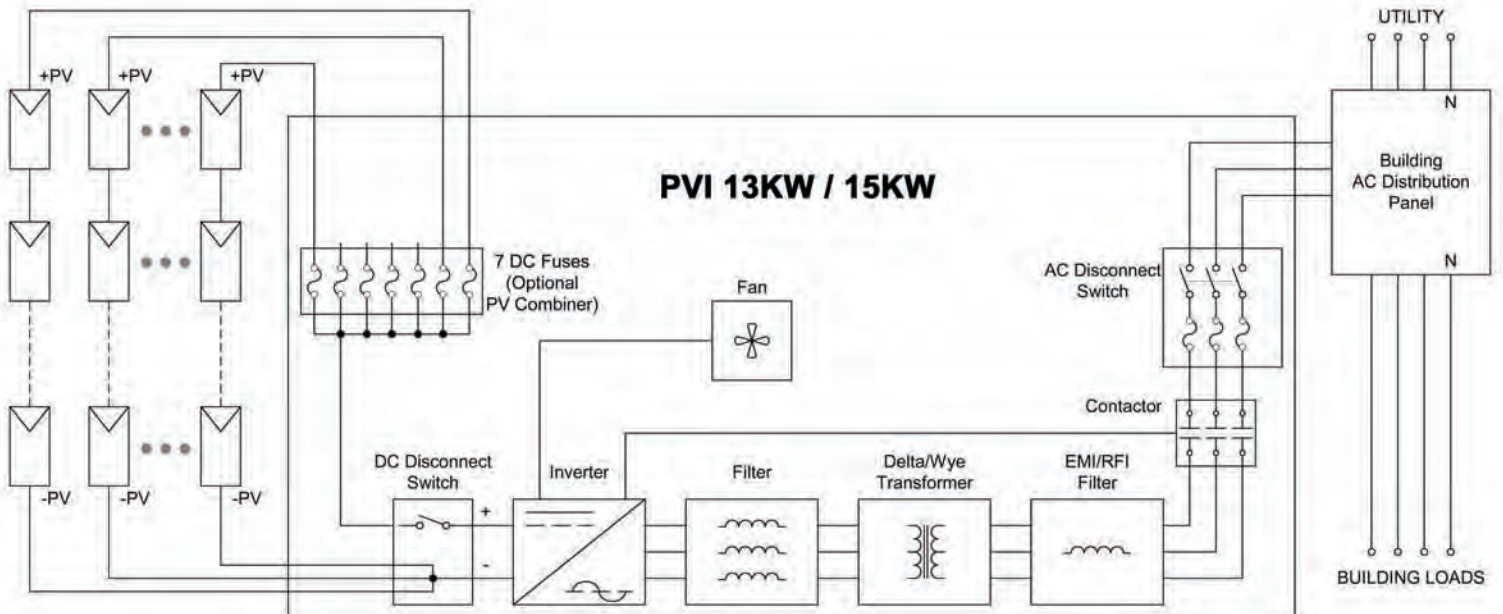 UTILITY
+PV
+PV
+PV
N
PVI 13KW / 15KW
Building
AC Distribution
Panel
7 DC Fuses
(Optional
PV Combiner)
AC Disconnect
Switch
N
Fan
Contactor
DC Disconnect
Switch
Inverter
Filter
Delta/Wye
Transformer
EMI/RFI
Filter
-PV
-PV
-PV
+
-
BUILDING LOADS